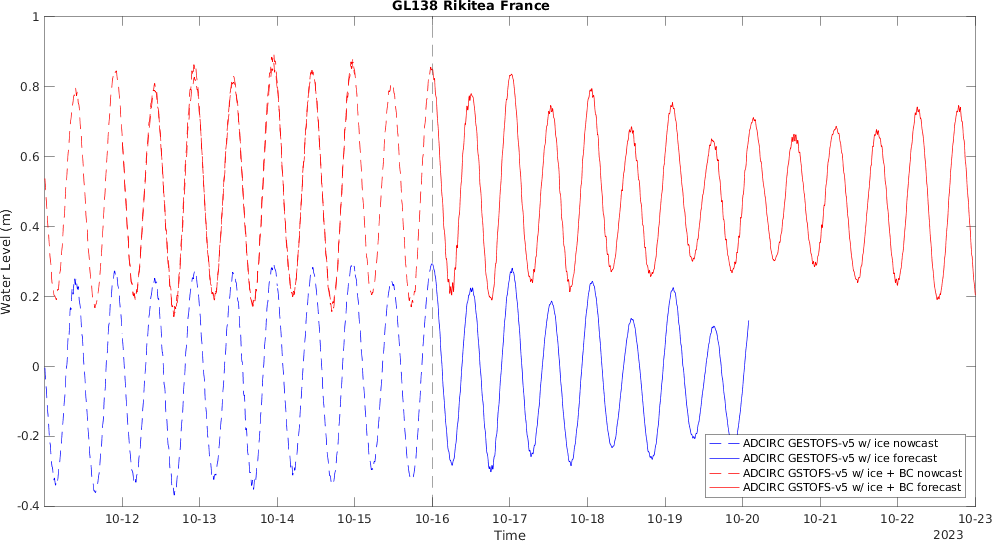 GL138 Rikitea France
Water Level (m)
1
0.8
0.6
0.4
0.2
0
-0.2
-0.4
ADCIRC GESTOFS-v5 w/ ice nowcast
ADCIRC GESTOFS-v5 w/ ice forecast
ADCIRC GSTOFS-v5 w/ ice + BC nowcast
ADCIRC GSTOFS-v5 w/ ice + BC forecast
10-12 10-13 10-14 10-15 10-16 10-17 10-18 10-19 10-20 10-21 10-22 10-23
Time
2023